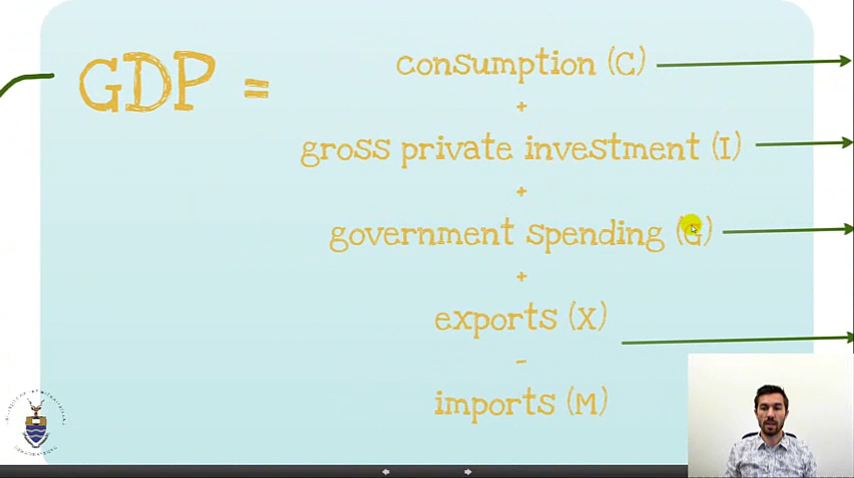 GDP =
consumption (C)
+
gross private investment (I)
+
government spending (G)
+
exports (X)
-
imports (M)